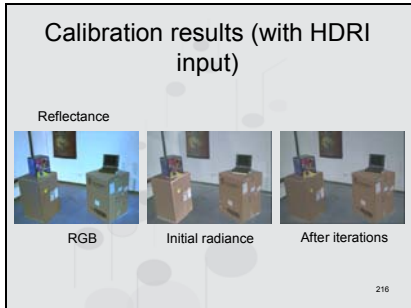 Calibration results (with HDRI
input)
Reflectance
RGB
Initial radiance
After iterations
216